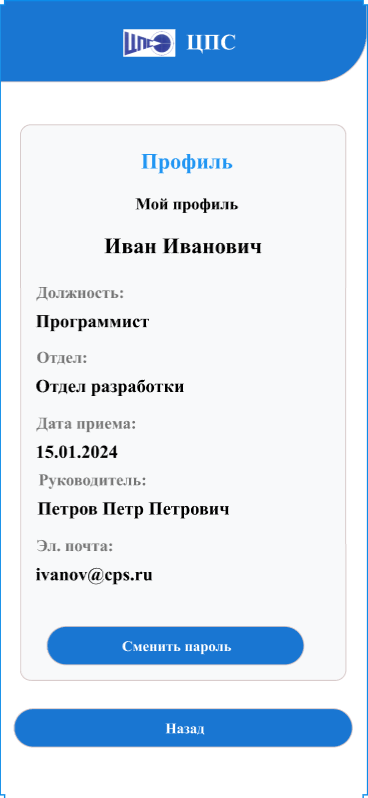 ЦПС ЦПС
Профиль
Мой профиль
Иван Иванович
Должность:
Программист
Отдел:
Отдел разработки
Дата приема:
15.01.2024
Руководитель:
Петров Петр Петрович
Эл. почта:
ivanov@cps.ru
Сменить пароль
Назад